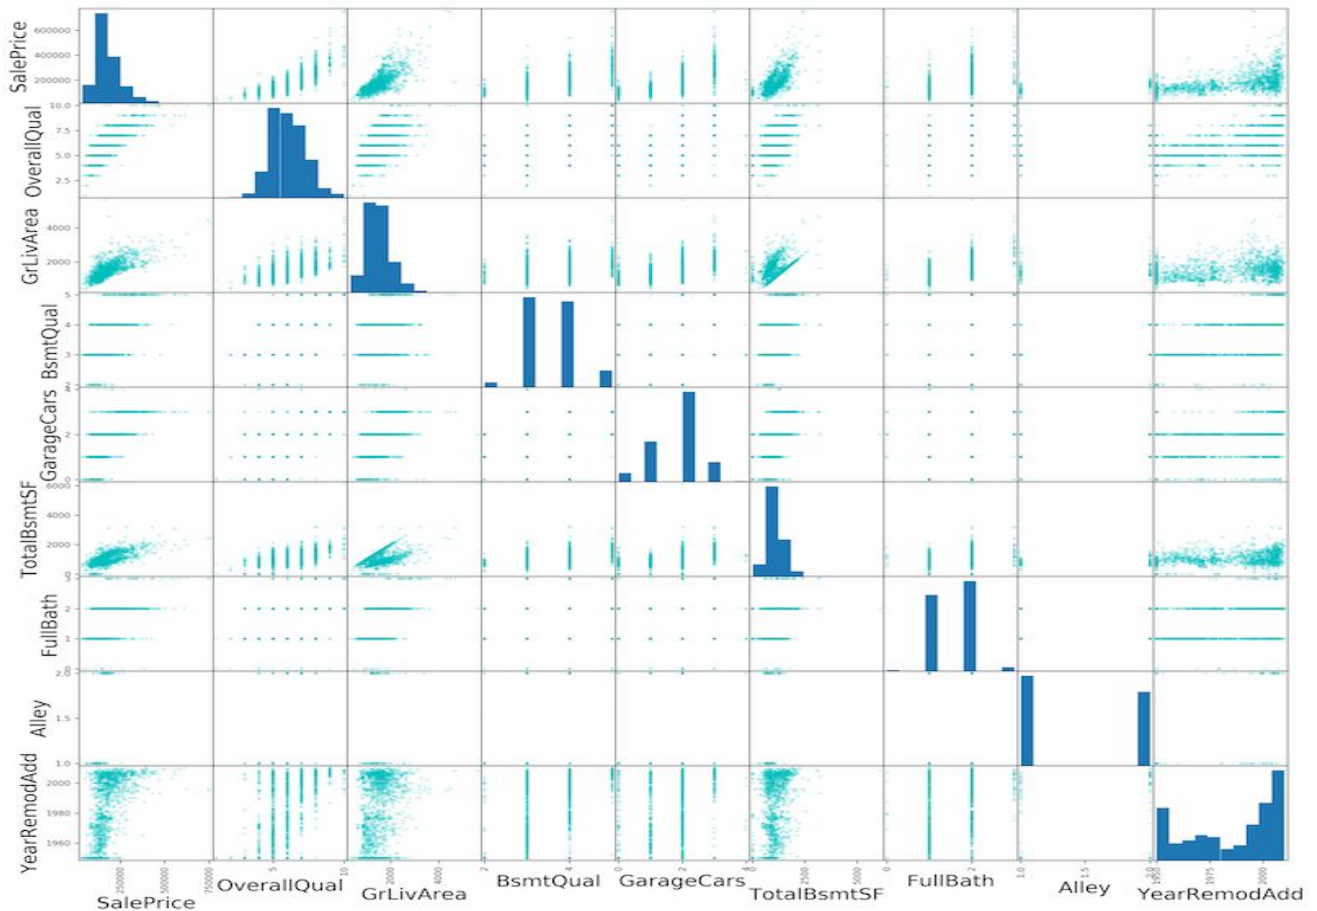 SalePrice
600000
400000
200000
OverallQual
10.0
7.5
5.0
2.5
GrLivArea
4000
2000
BsmtQual
5
4
3
2
GarageCars
2
0
TotalBsmtSF
6000
4000
2000
FullBath
2
1
Alley
2.0
1.5
1.0
YearRemodAdd
2000
1980
1960
250000 500000 750000 5 10 2000 4000 2 4 0 2 4 2500 5000 0 2 1.0 1.5 1950 1975 2000
SalePrice OverallQual GrLivArea BsmtQual GarageCars TotalBsmtSF FullBath Alley YearRemodAdd